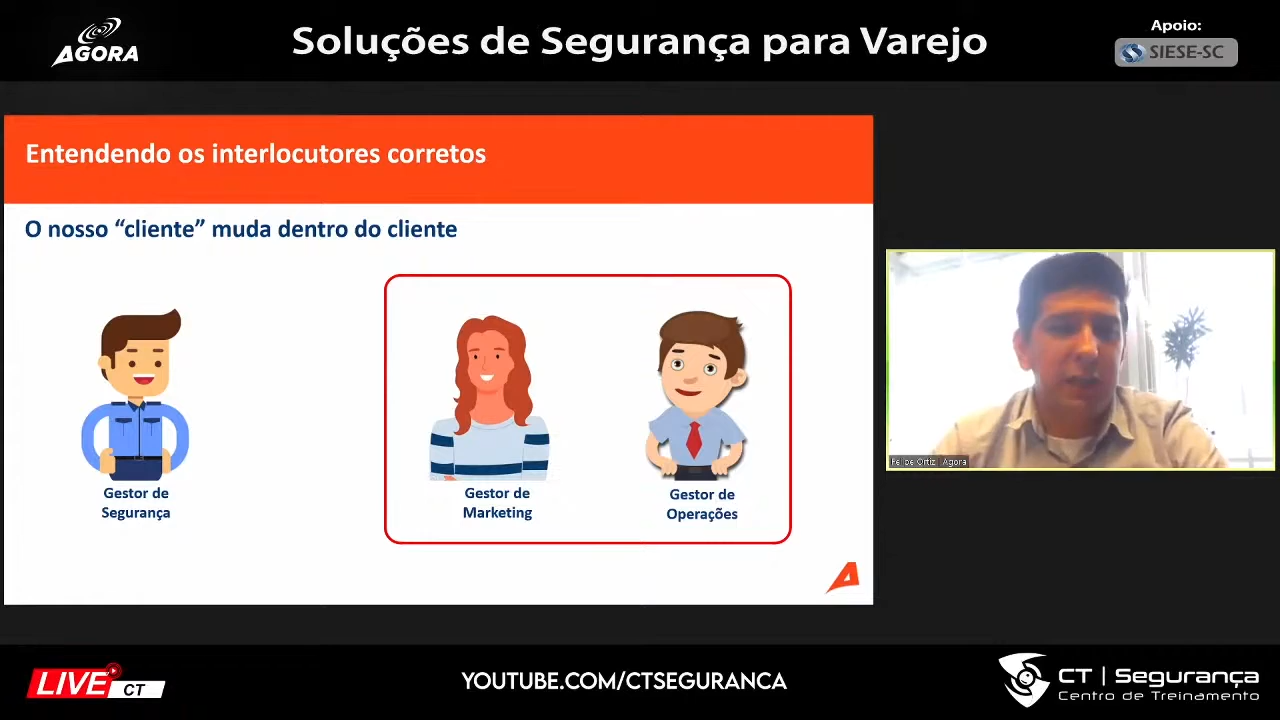 AGORA
Soluções de Segurança para Varejo
Apoio:
SIESE-SC
Entendendo os interlocutores corretos
O nosso “cliente” muda dentro do cliente
Gestor de
Segurança
Gestor de
Marketing
Gestor de
Operações
Felipe Ortiz | Agora
LIVE CT
YOUTUBE.COM/CTSEGURANCA
CT | Segurança
Centro de Treinamento